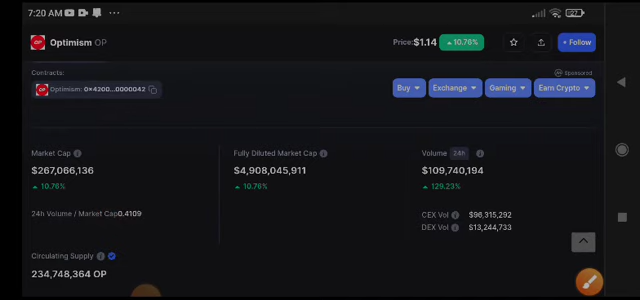 7:20 AM ··· 27
Optimism OP Price: $1.14 10.76% + Follow
Contracts: Sponsored
Optimism: 0x4200...0000042 Buy Exchange Gaming Earn Crypto
Market Cap Fully Diluted Market Cap Volume 24h
$267,066,136 $4,908,045,911 $109,740,194
10.76% 10.76% 129.23%
24h Volume / Market Cap 0.4109 CEX Vol $96,315,292
DEX Vol $13,244,733
Circulating Supply
234,748,364 OP